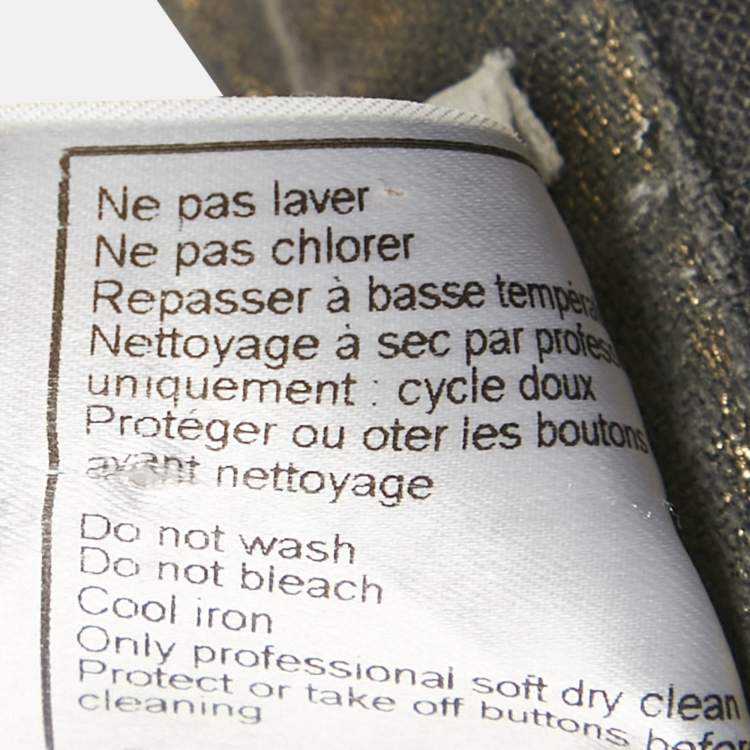 Ne pas laver
Ne pas chlorer
Repasser à basse
Nettoyage à sec par
uniquement : cycle doux
Protéger ou oter les boutons
avant nettoyage
Do not wash
Do not bleach
Cool iron
Only professional soft dry clean
Protect or take off buttons before
cleaning